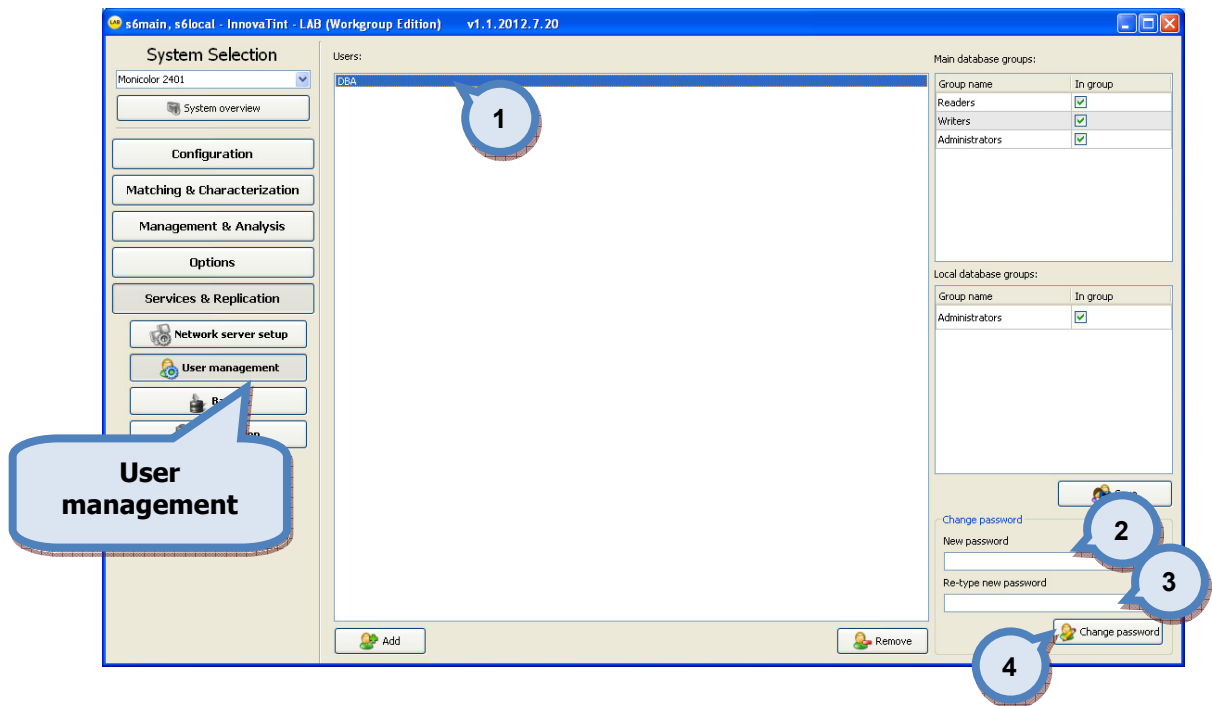 LAB s6main, s6local - InnovaTint - LAB (Workgroup Edition) v1.1.2012.7.20
System Selection
Monicolor 2401
System overview
Configuration
Matching & Characterization
Management & Analysis
Options
Services & Replication
Network server setup
User management
User
management
Users:
DBA
1
Add
Remove
Main database groups:
Group name In group
Readers
Writers
Administrators
Local database groups:
Group name In group
Administrators
Change password
New password
2
Re-type new password
3
Change password
4